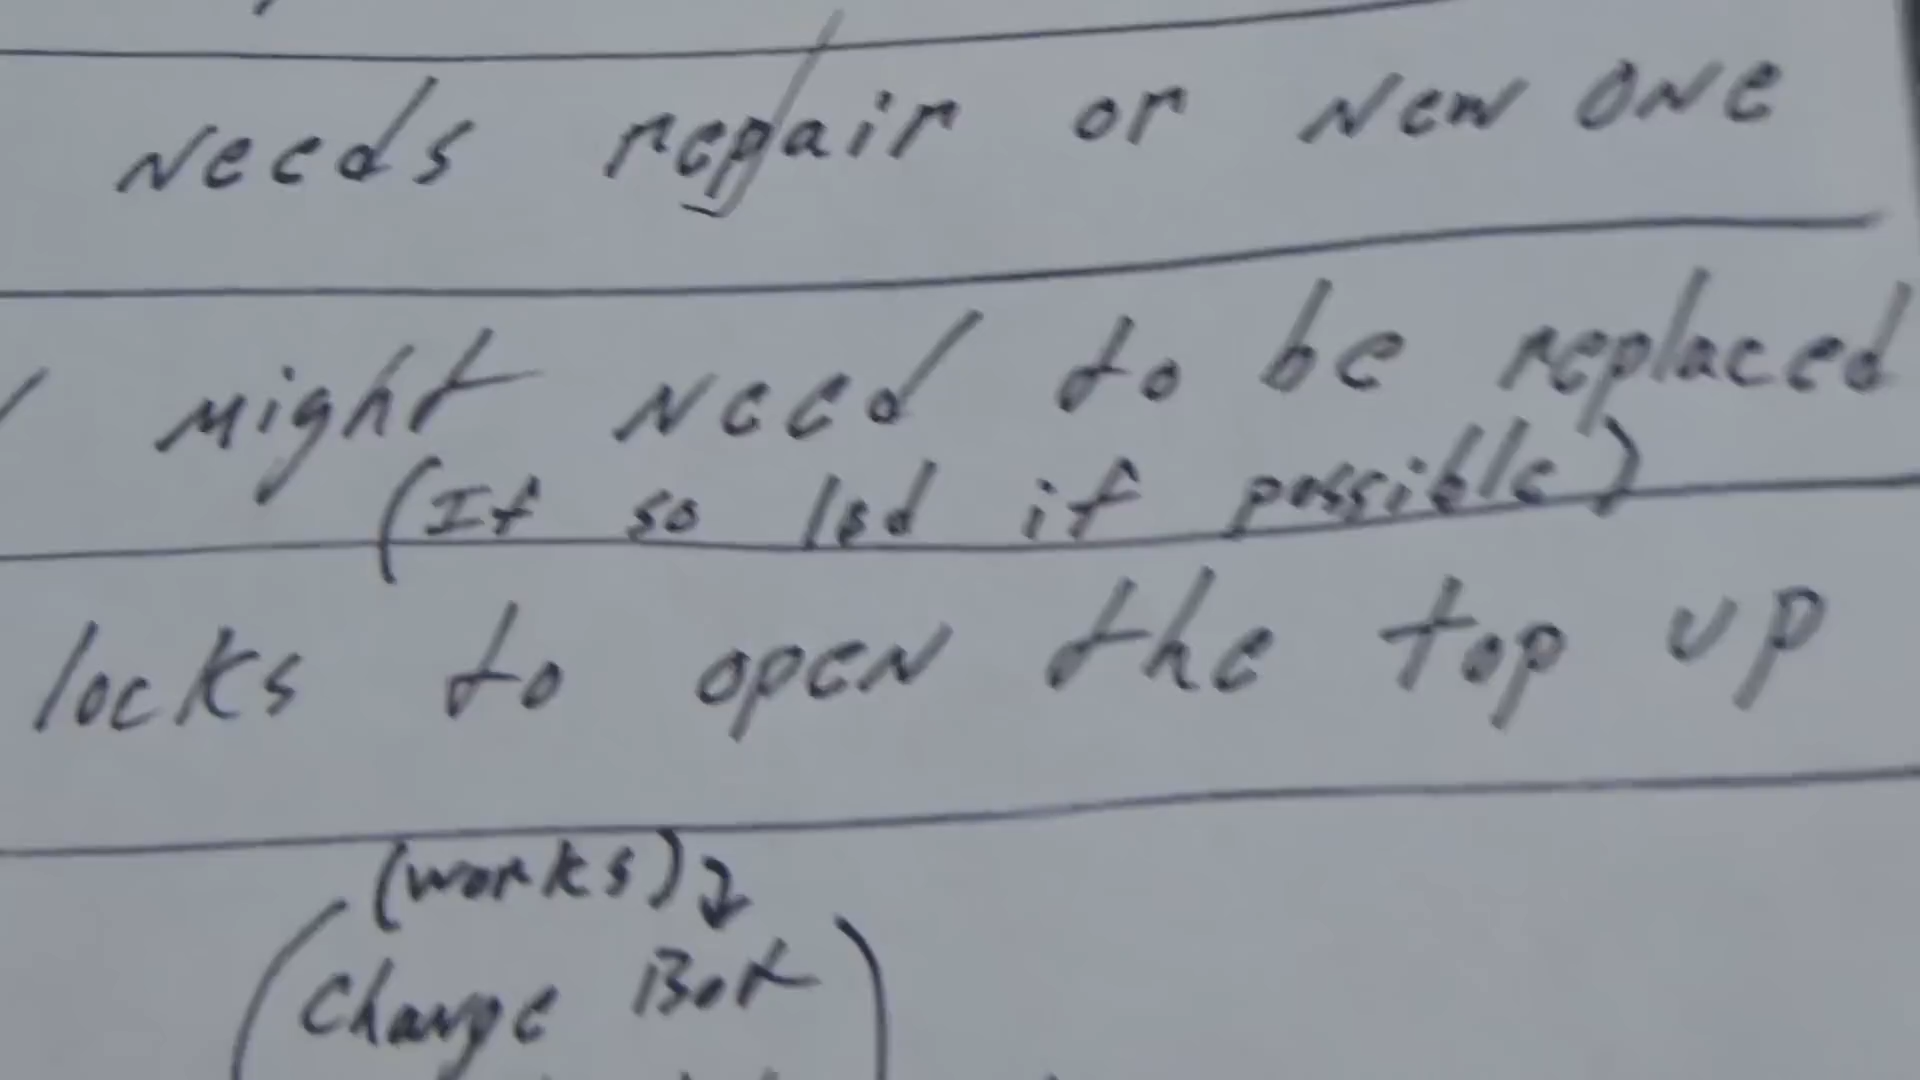 Needs repair or New ONe
Might Need to be replaced
(If so led if possible)
locks to open the top up
(works)
Change Bot